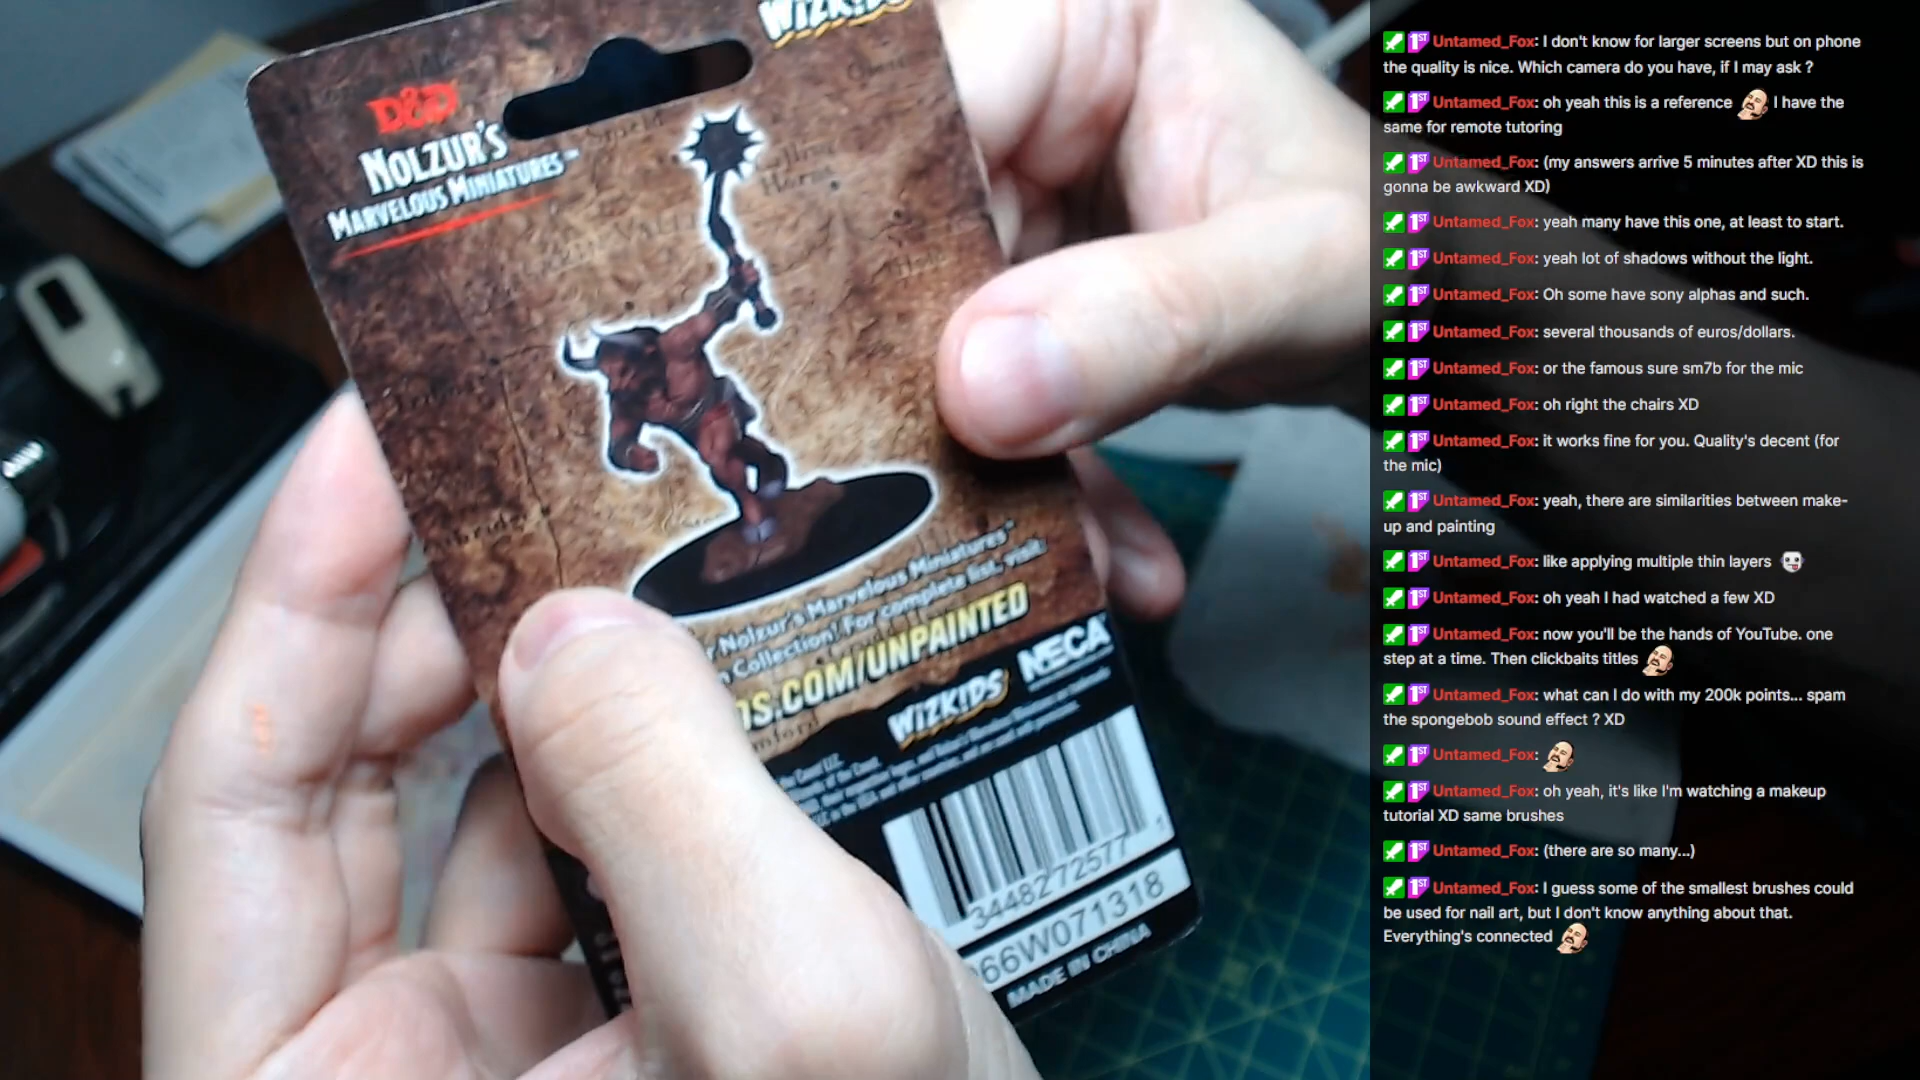 WIZKIDS
D&D
NOLZUR'S
MARVELOUS MINIATURES™
Nolzur's Marvelous Miniatures™
Collection! For complete list, visit:
.COM/UNPAINTED
WIZKIDS NECA
3448272577
66W071318
MADE IN CHINA
Untamed_Fox: I don't know for larger screens but on phone
the quality is nice. Which camera do you have, if I may ask ?
Untamed_Fox: oh yeah this is a reference I have the
same for remote tutoring
Untamed_Fox: (my answers arrive 5 minutes after XD this is
gonna be awkward XD)
Untamed_Fox: yeah many have this one, at least to start.
Untamed_Fox: yeah lot of shadows without the light.
Untamed_Fox: Oh some have sony alphas and such.
Untamed_Fox: several thousands of euros/dollars.
Untamed_Fox: or the famous sure sm7b for the mic
Untamed_Fox: oh right the chairs XD
Untamed_Fox: it works fine for you. Quality's decent (for
the mic)
Untamed_Fox: yeah, there are similarities between make-
up and painting
Untamed_Fox: like applying multiple thin layers
Untamed_Fox: oh yeah I had watched a few XD
Untamed_Fox: now you'll be the hands of YouTube. one
step at a time. Then clickbaits titles
Untamed_Fox: what can I do with my 200k points... spam
the spongebob sound effect ? XD
Untamed_Fox:
Untamed_Fox: oh yeah, it's like I'm watching a makeup
tutorial XD same brushes
Untamed_Fox: (there are so many...)
Untamed_Fox: I guess some of the smallest brushes could
be used for nail art, but I don't know anything about that.
Everything's connected